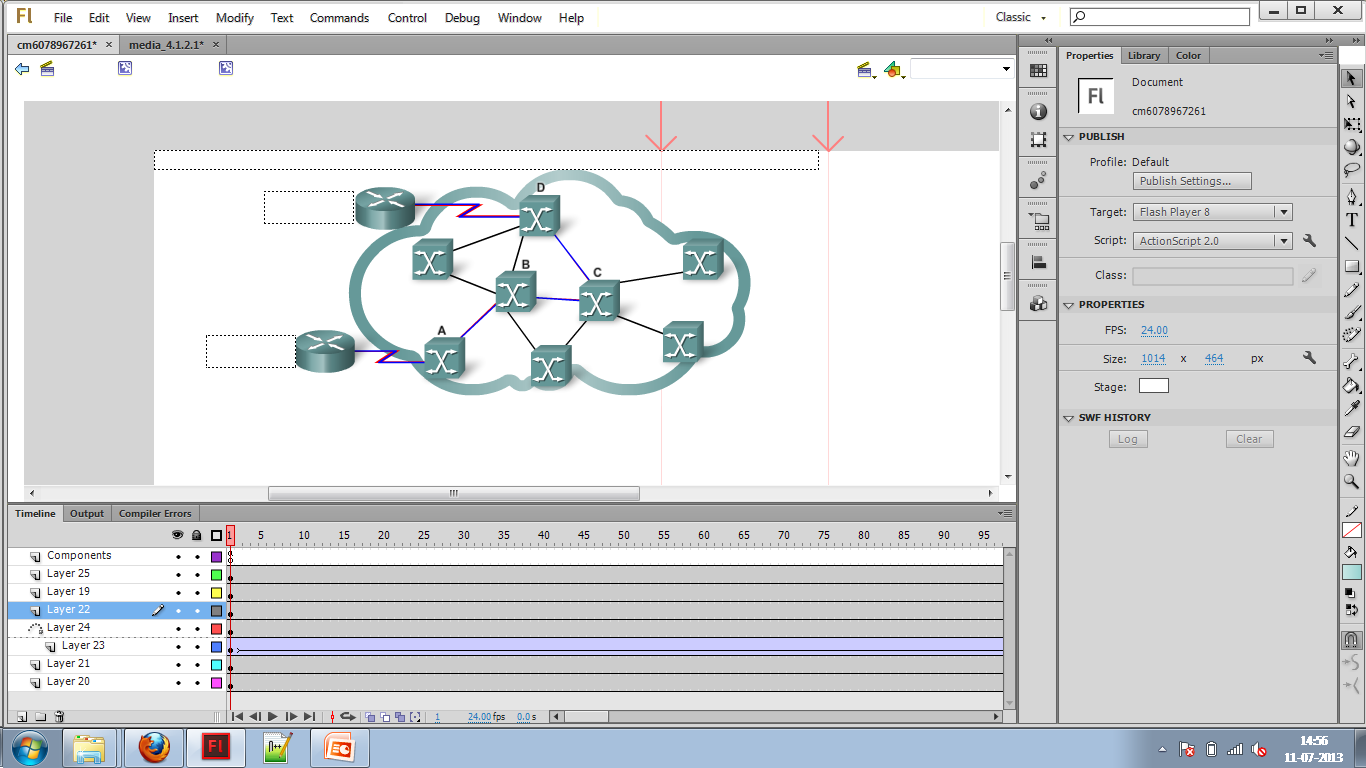 Fl File Edit View Insert Modify Text Commands Control Debug Window Help Classic
cm6078967261* × media_4.1.2.1* ×
Properties Library Color
Fl Document
cm6078967261
PUBLISH
Profile: Default
Publish Settings...
Target: Flash Player 8
Script: ActionScript 2.0
Class:
PROPERTIES
FPS: 24.00
Size: 1014 x 464 px
Stage:
SWF HISTORY
Log Clear
D
B
C
A
Timeline Output Compiler Errors
1 5 10 15 20 25 30 35 40 45 50 55 60 65 70 75 80 85 90 95
Components
Layer 25
Layer 19
Layer 22
Layer 24
Layer 23
Layer 21
Layer 20
1 24.00 fps 0.0 s
Fl
14:56
11-07-2013